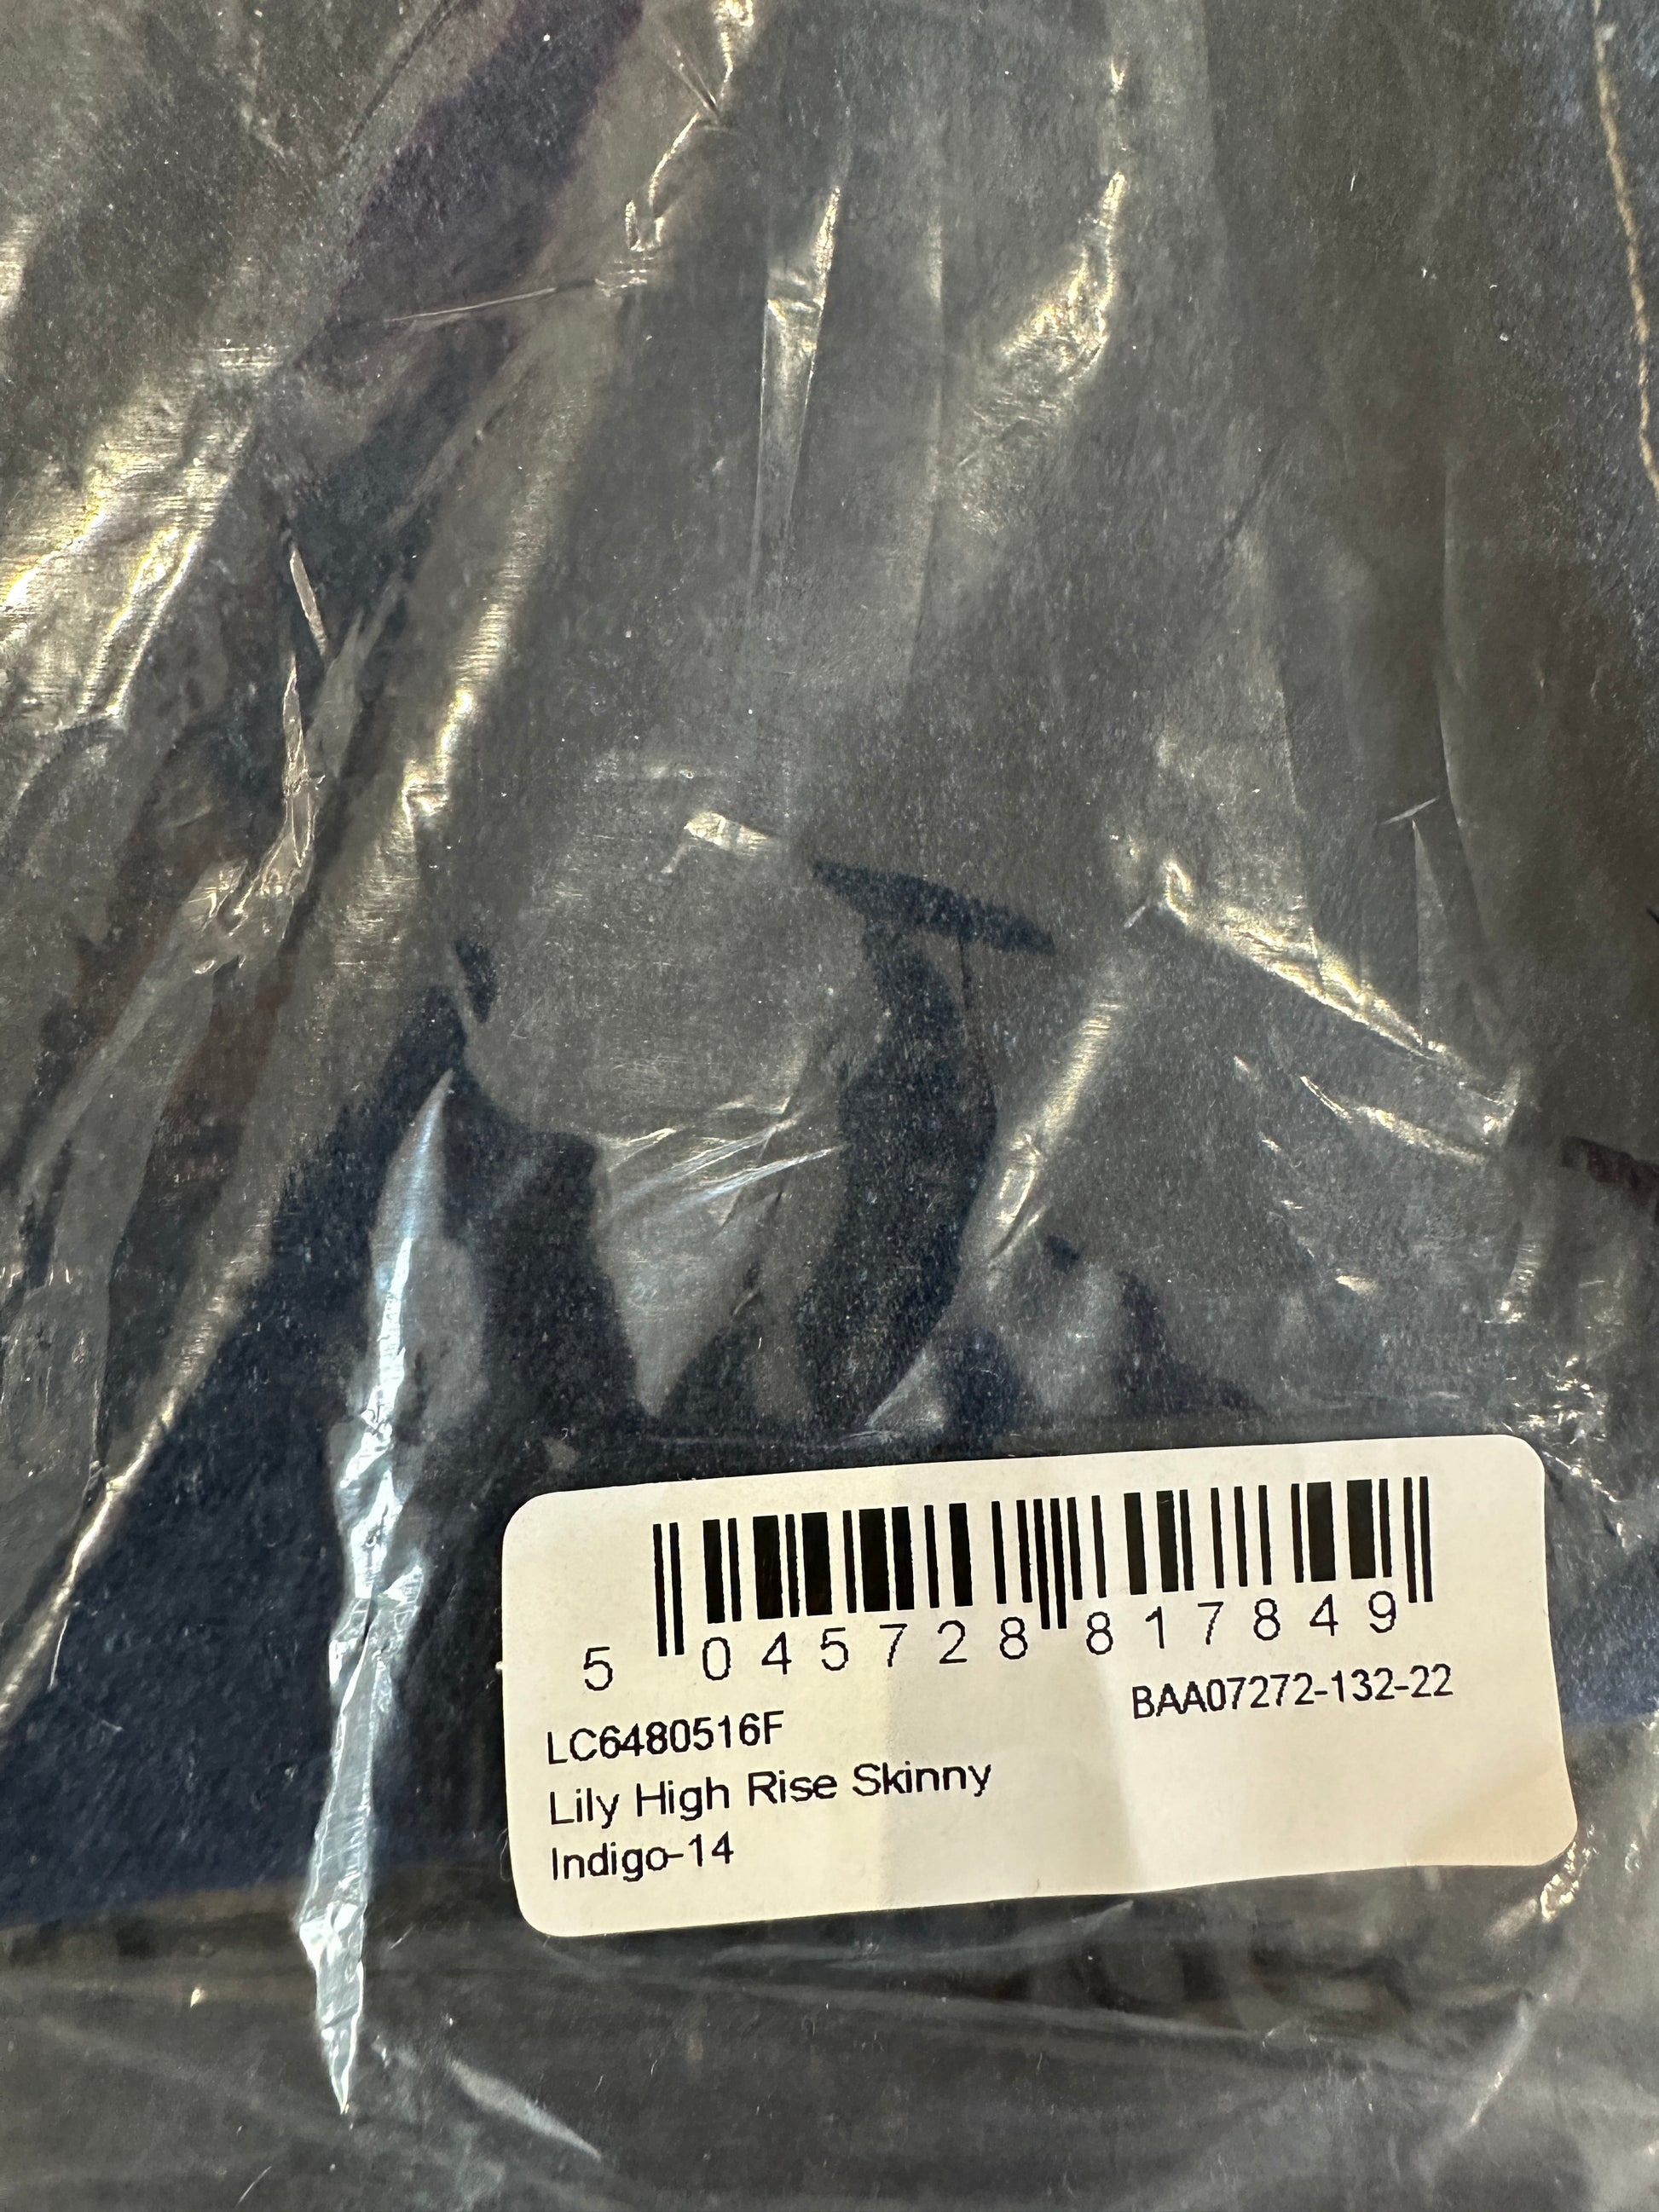 5 045728 817849
BAA07272-132-22
LC6480516F
Lily High Rise Skinny
Indigo-14